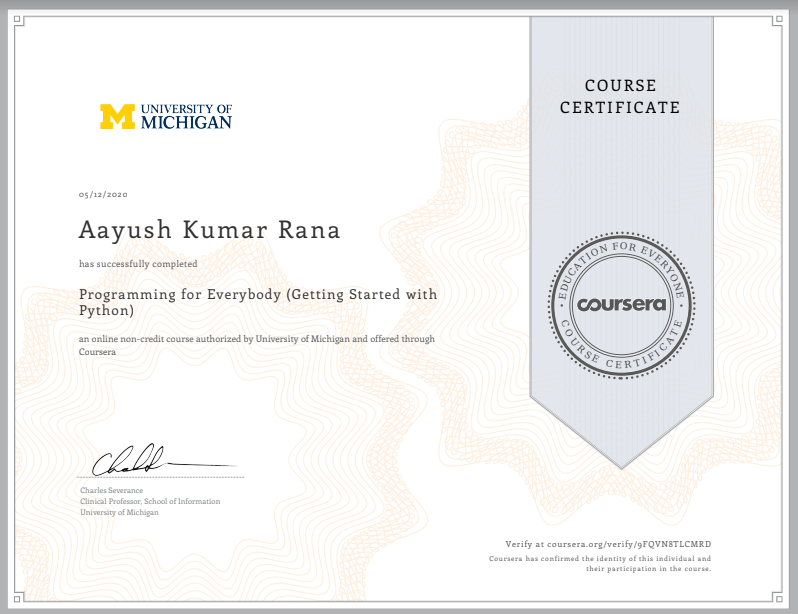 COURSE
CERTIFICATE
UNIVERSITY OF
MICHIGAN
05/12/2020
Aayush Kumar Rana
has successfully completed
Programming for Everybody (Getting Started with
Python)
an online non-credit course authorized by University of Michigan and offered through
Coursera
EDUCATION FOR EVERYONE
coursera
COURSE CERTIFICATE
Charles Severance
Clinical Professor, School of Information
University of Michigan
Verify at coursera.org/verify/9FQVN8TLCMRD
Coursera has confirmed the identity of this individual and
their participation in the course.